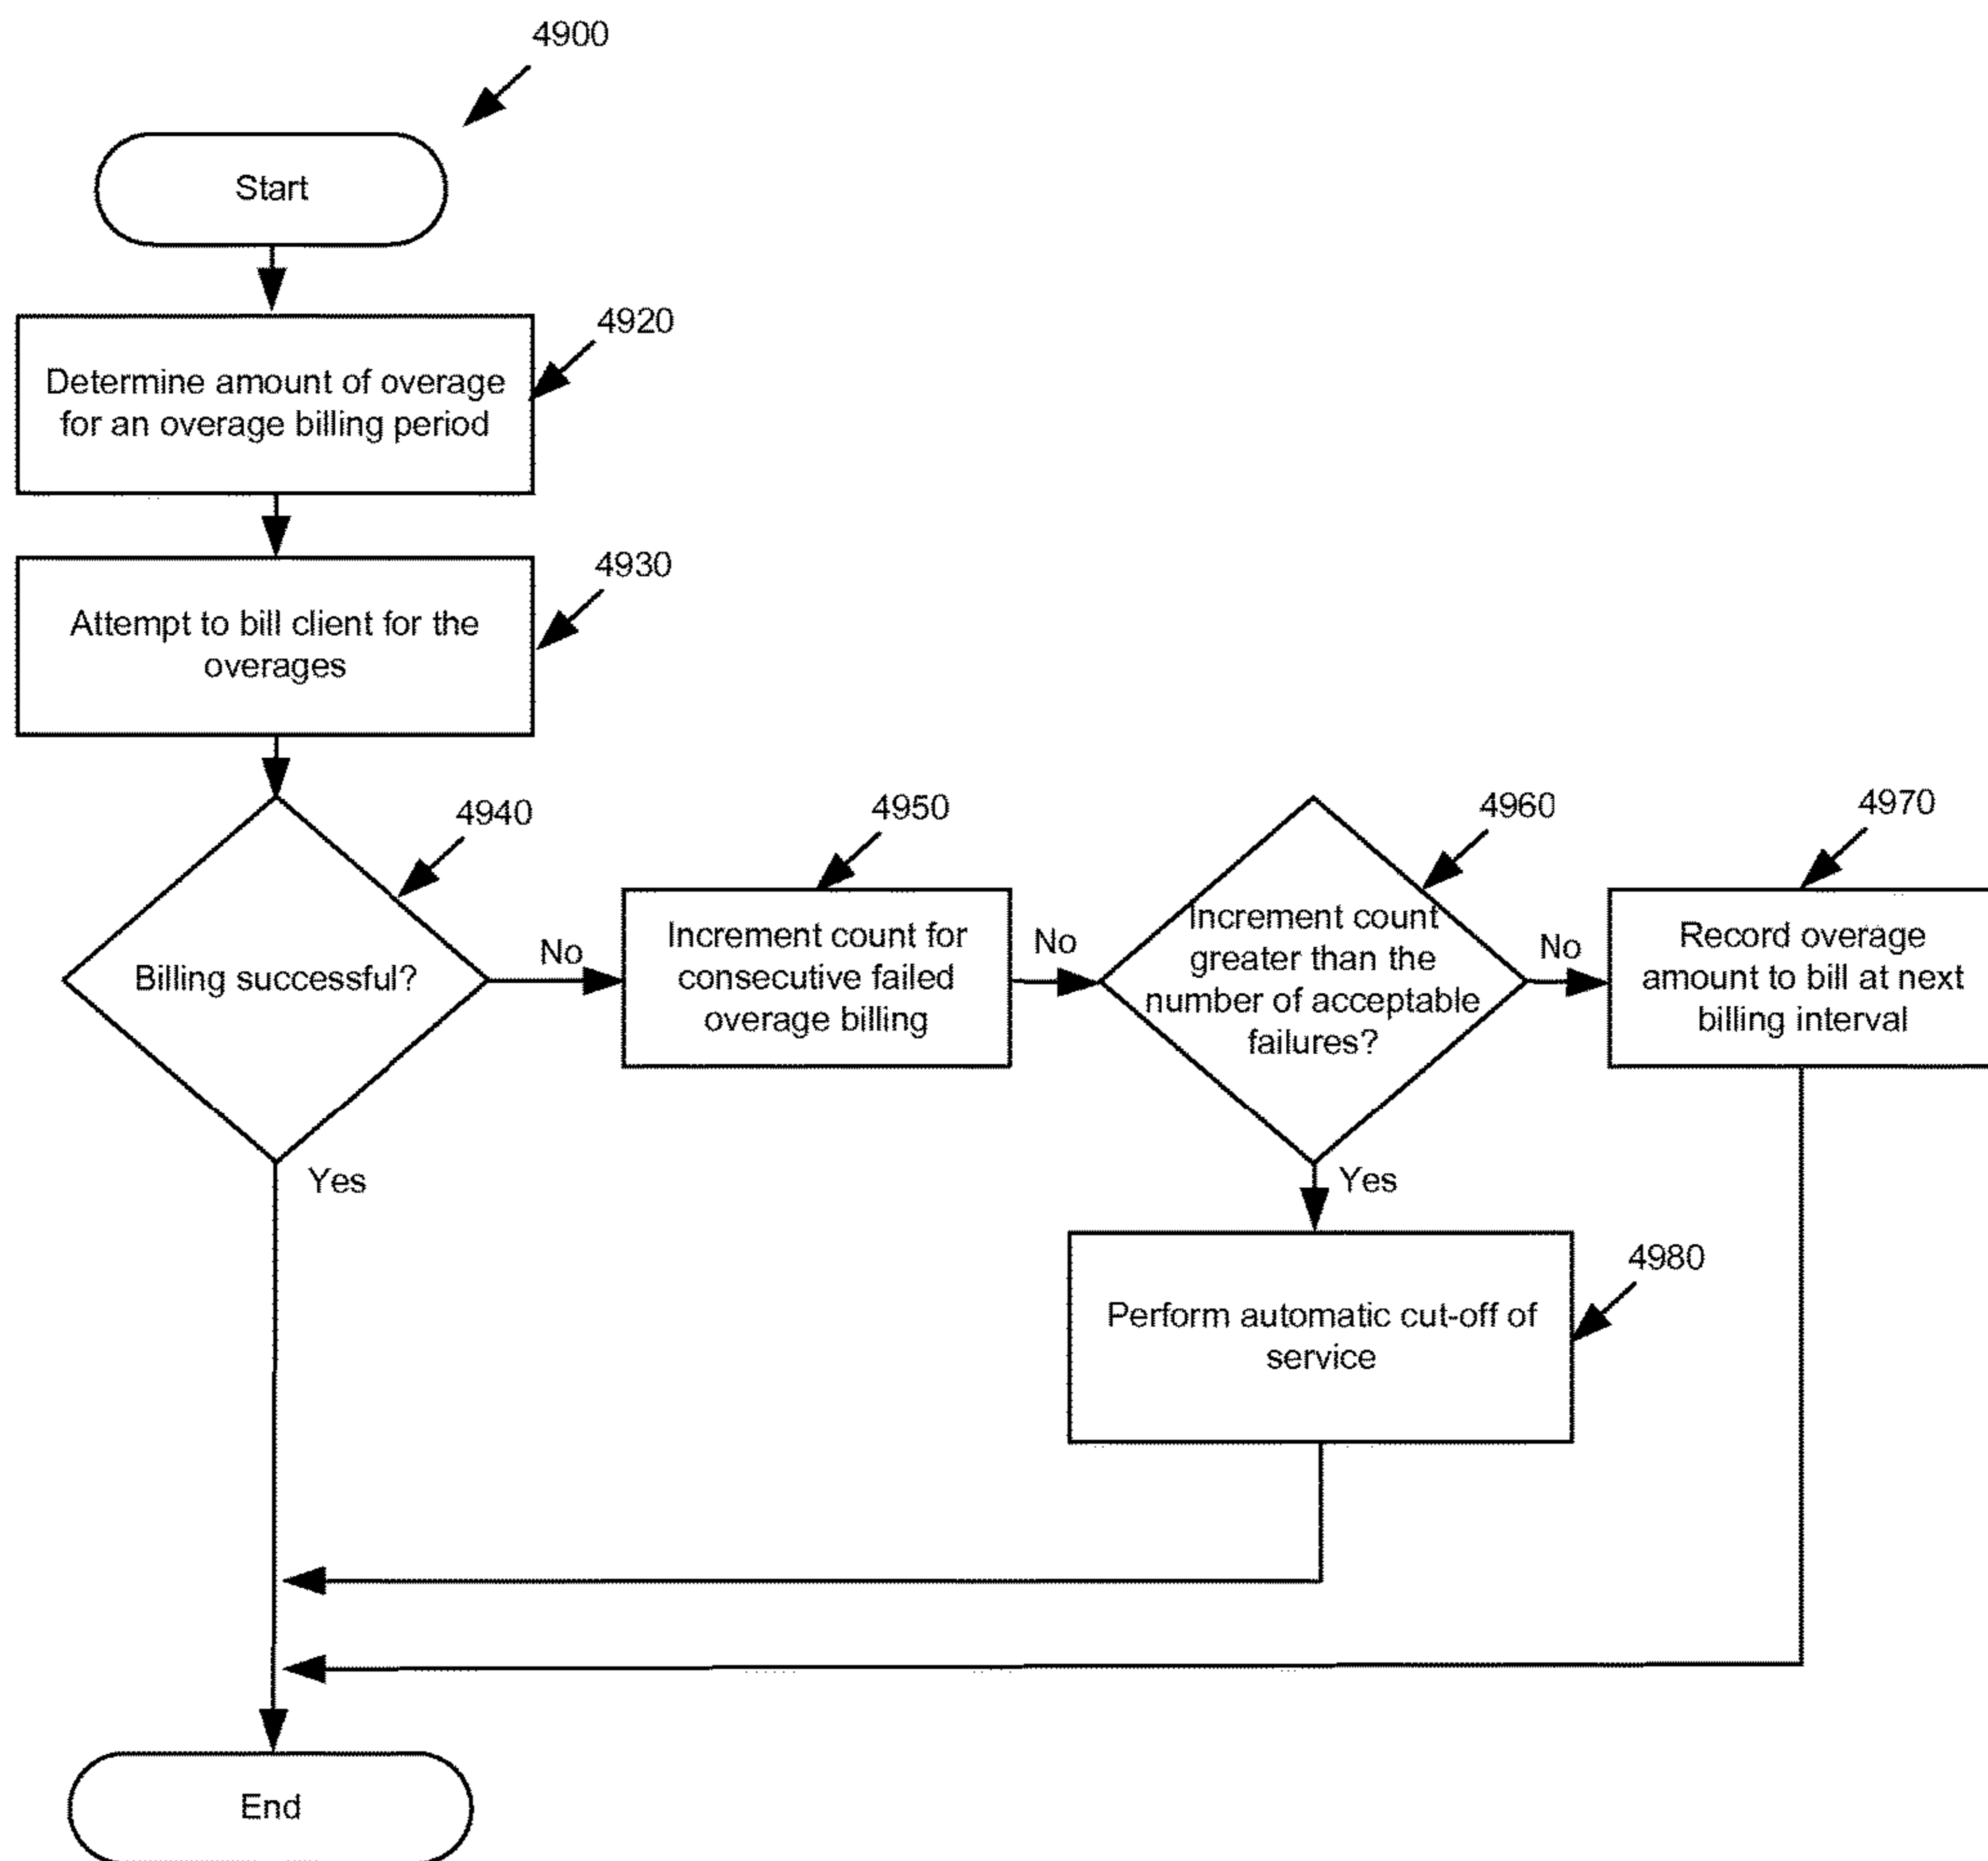 4900
Start
4920
Determine amount of overage
for an overage billing period
4930
Attempt to bill client for the
overages
4940
Billing successful?
No
Yes
4950
Increment count for
consecutive failed
overage billing
No
4960
Increment count
greater than the
number of acceptable
failures?
No
Yes
4970
Record overage
amount to bill at next
billing interval
4980
Perform automatic cut-off of
service
End